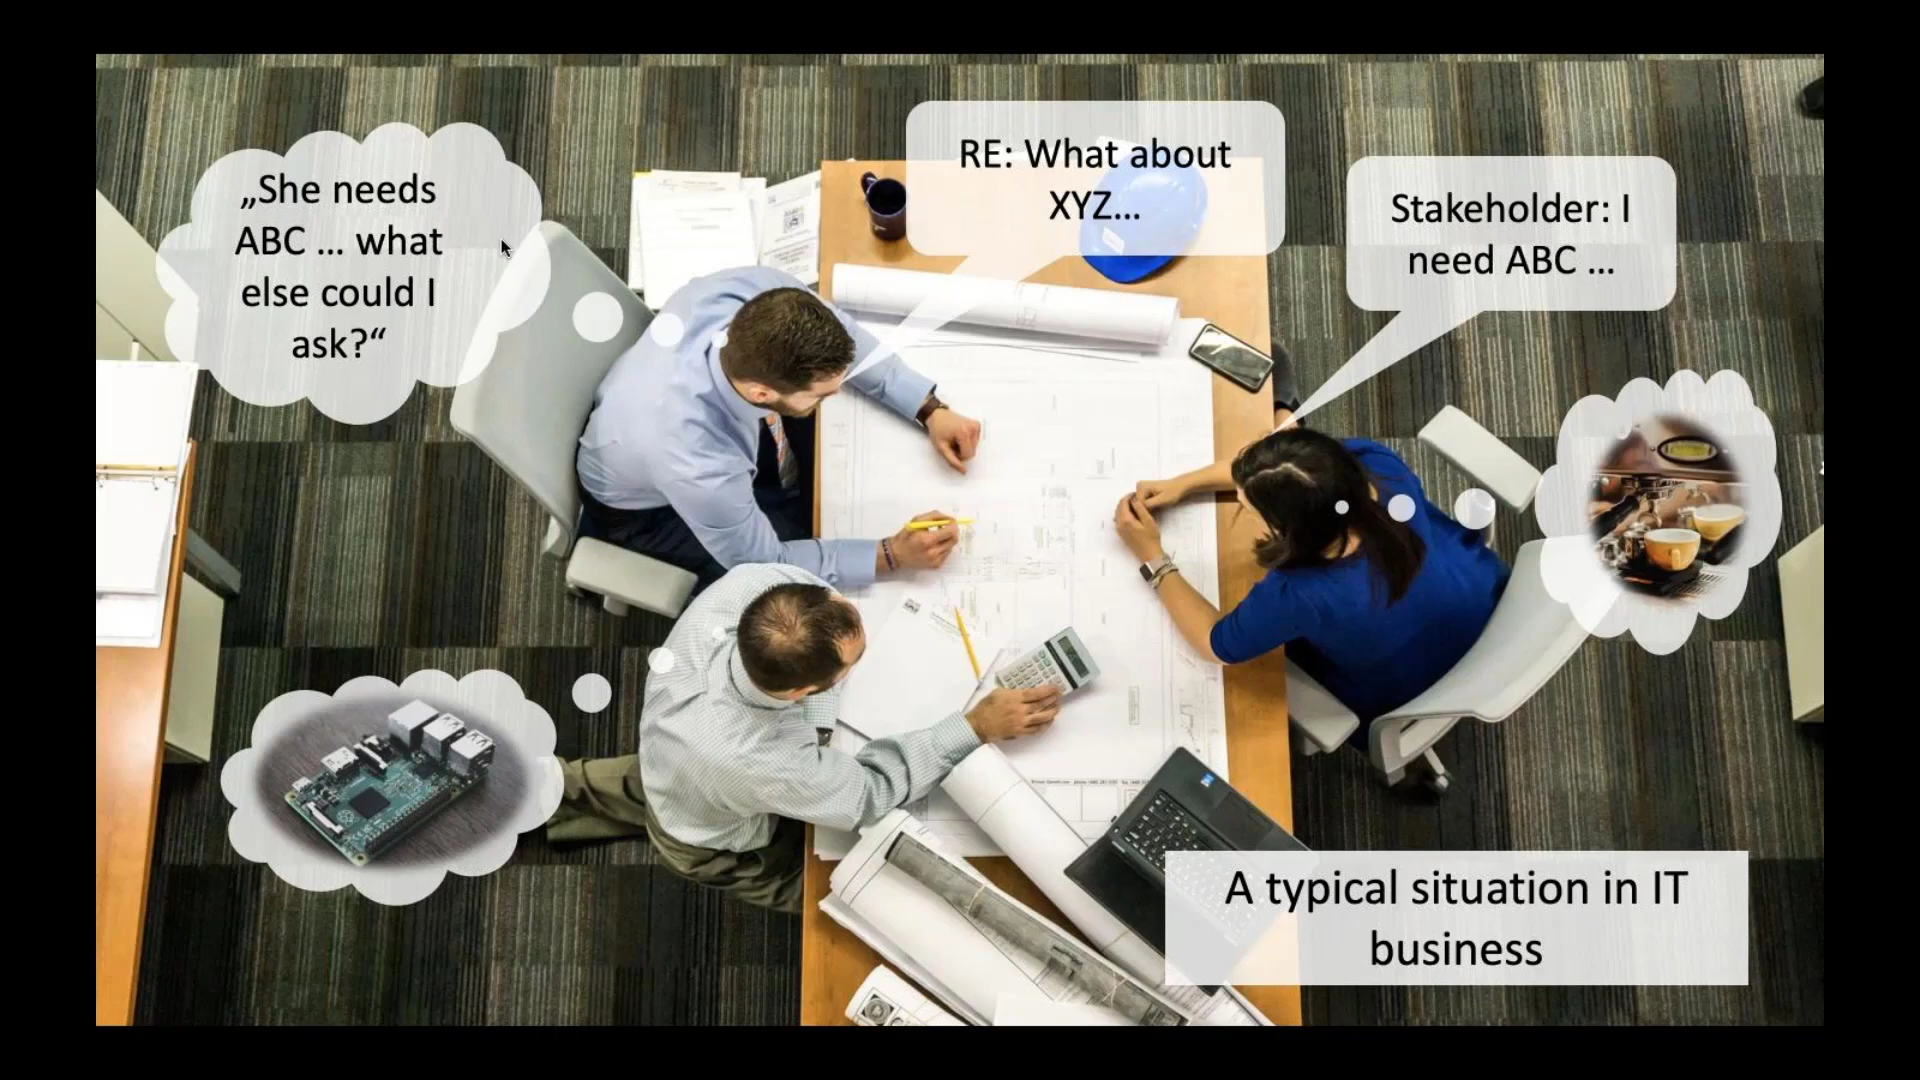 „She needs
ABC ... what
else could I
ask?“
RE: What about
XYZ...
Stakeholder: I
need ABC ...
A typical situation in IT
business